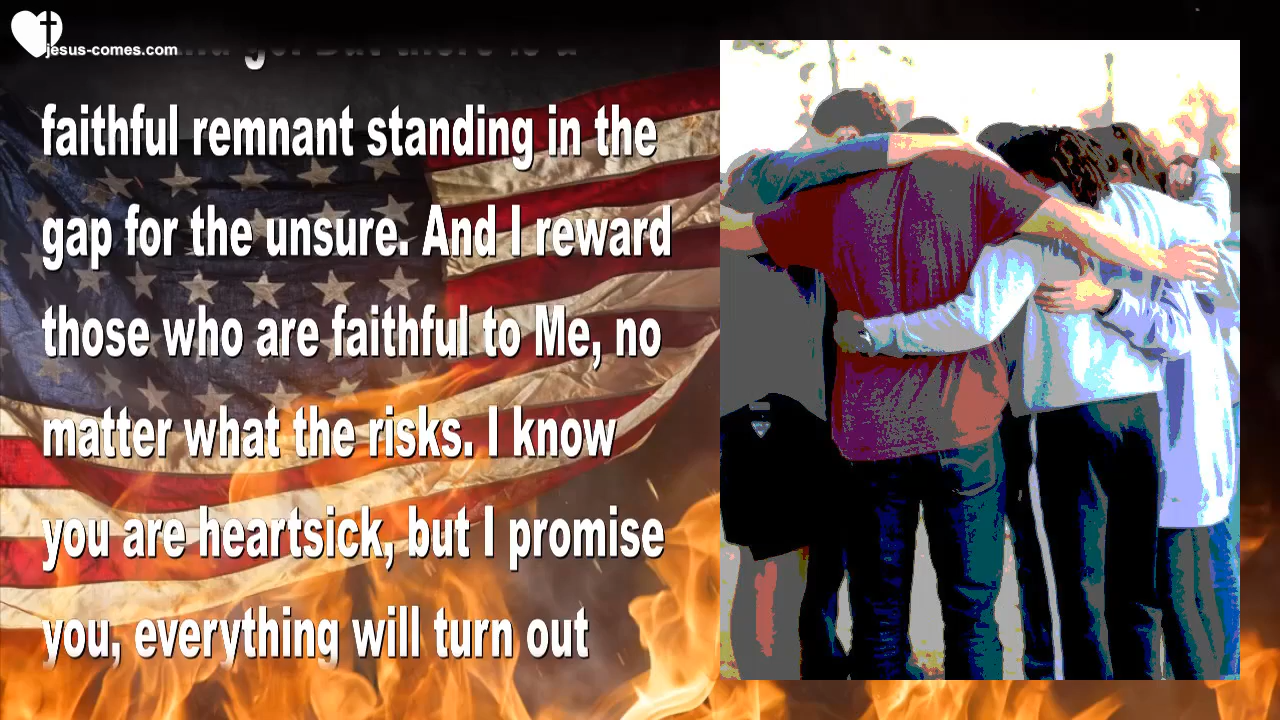 jesus-comes.com
faithful remnant standing in the
gap for the unsure. And I reward
those who are faithful to Me, no
matter what the risks. I know
you are heartsick, but I promise
you, everything will turn out